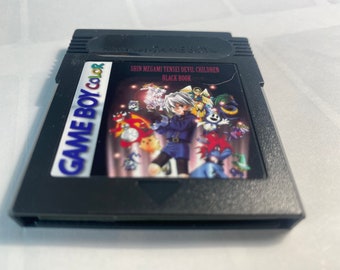 SHIN MEGAMI TENSEI DEVIL CHILDREN
BLACK BOOK
GAME BOY COLOR